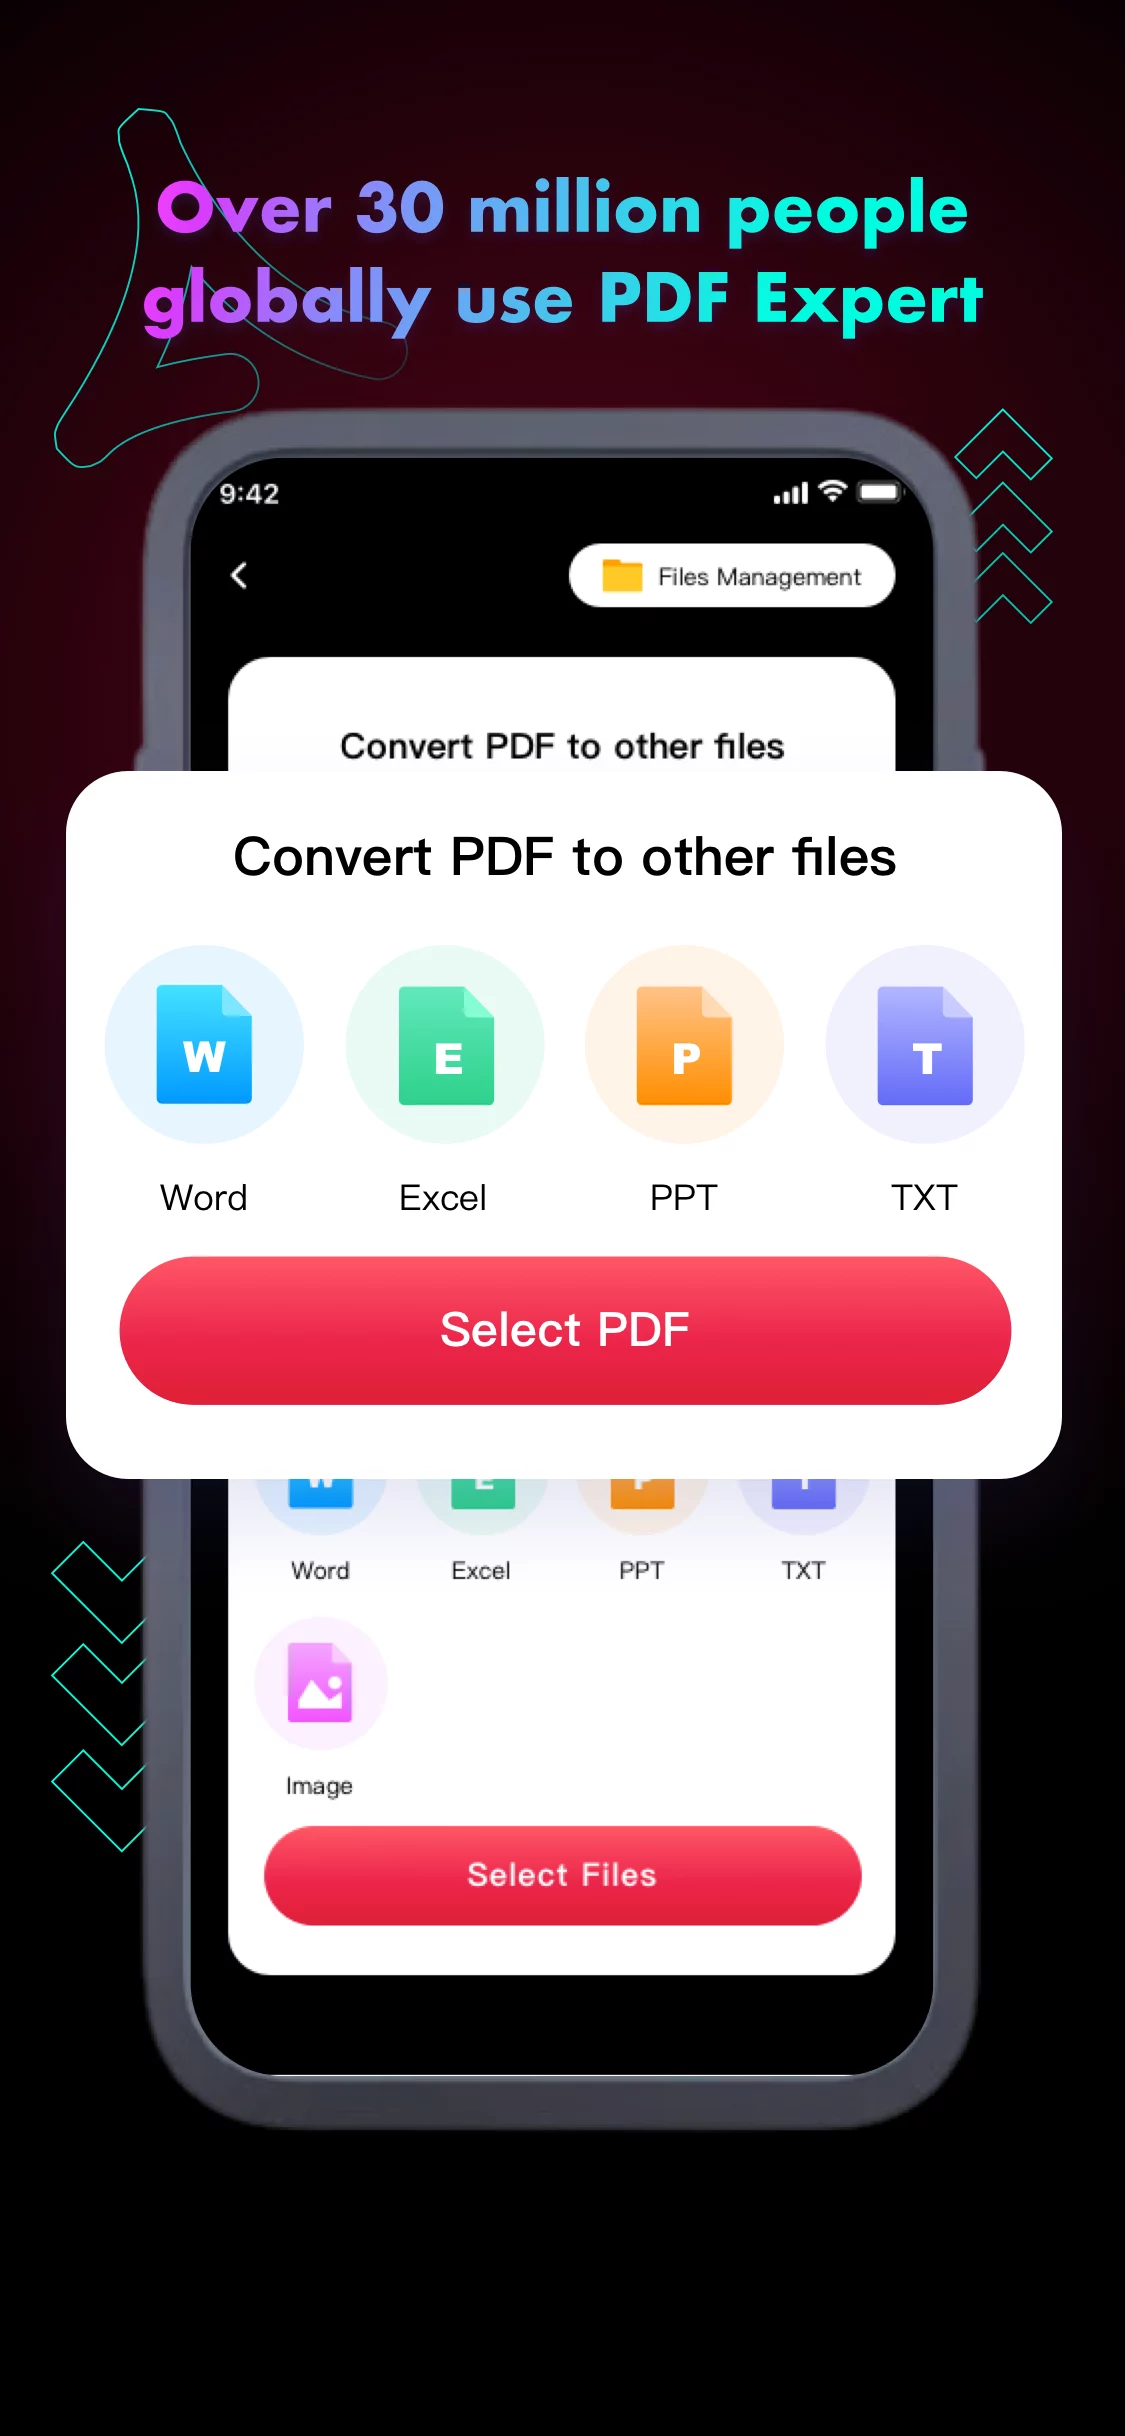 Over 30 million people
globally use PDF Expert
9:42
Files Management
Convert PDF to other files
Convert PDF to other files
W E P T
Word Excel PPT TXT
Select PDF
W E P T
Word Excel PPT TXT
Image
Select Files